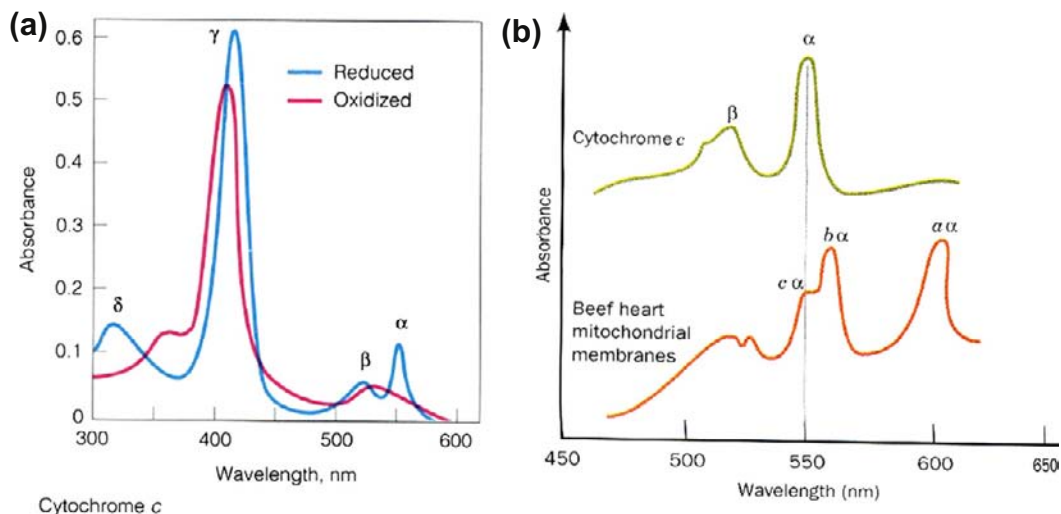 (a)
γ
Reduced
Oxidized
δ
β
α
Absorbance
0.6
0.5
0.4
0.3
0.2
0.1
0
300
400
500
600
Wavelength, nm
Cytochrome c
(b)
α
β
Cytochrome c
b α
a α
c α
Beef heart
mitochondrial
membranes
Absorbance
450
500
550
600
6500
Wavelength (nm)